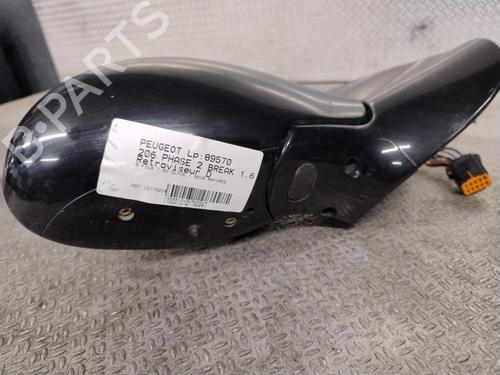 B-PARTS
PEUGEOT Lp:89570
206 PHASE 2 BREAK 1.6
Retroviseur D